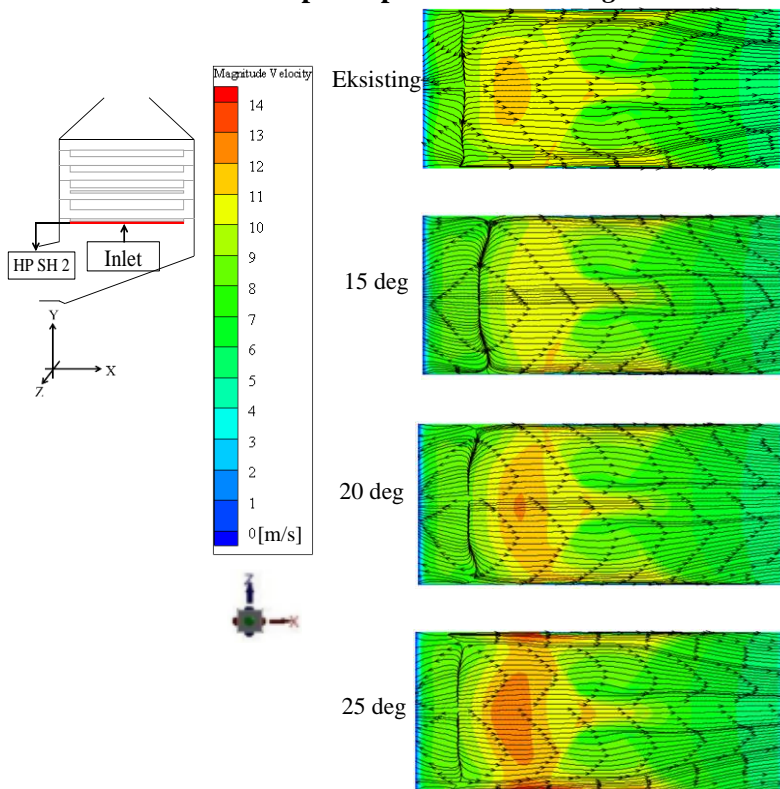 Eksisting
Magnitude Velocity
14
13
12
11
10
9
8
7
6
5
4
3
2
1
0 [m/s]
HP SH 2
Inlet
Y
X
Z
15 deg
20 deg
Z
X
25 deg